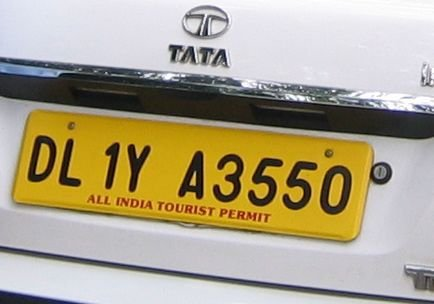 TATA
DL 1Y A3550
ALL INDIA TOURIST PERMIT